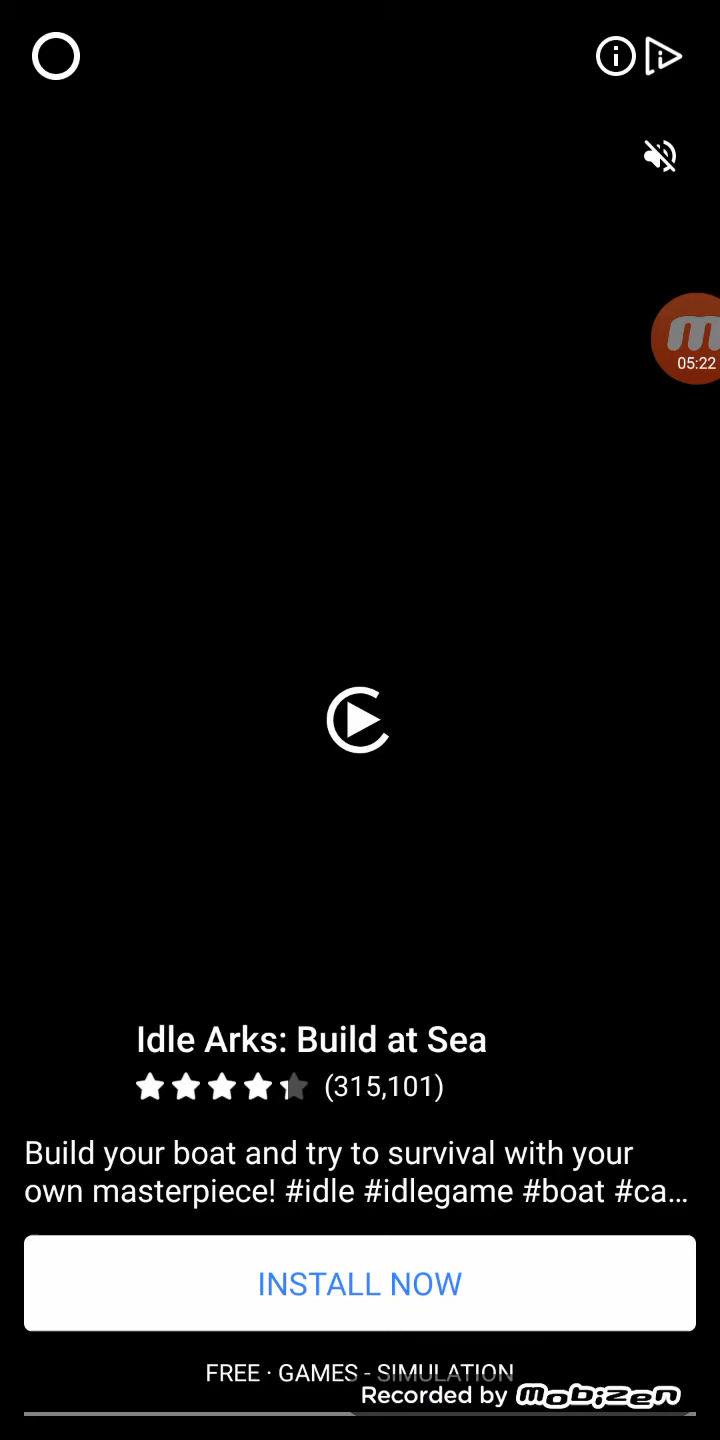 05:22
Idle Arks: Build at Sea
(315,101)
Build your boat and try to survival with your
own masterpiece! #idle #idlegame #boat #ca...
INSTALL NOW
FREE · GAMES - SIMULATION
Recorded by mobizen